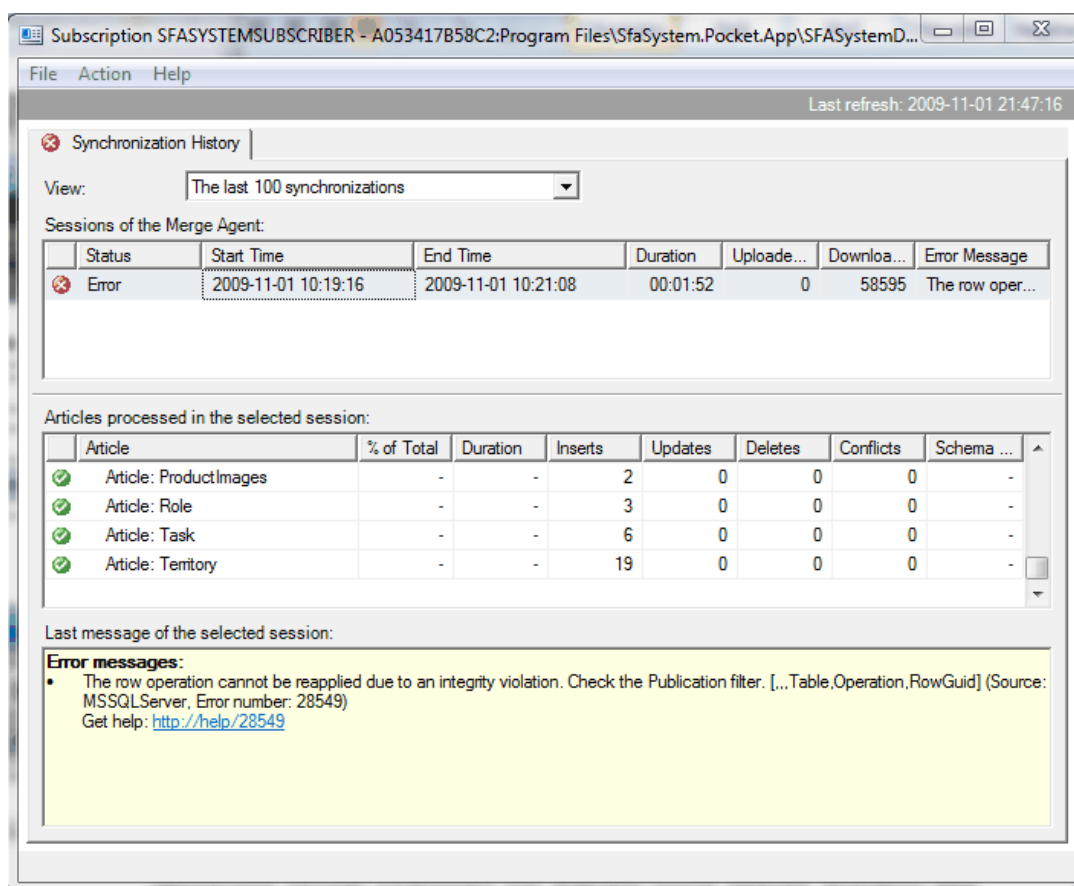 Subscription SFASYSTEMSUBSCRIBER - A053417B58C2:Program Files\SfaSystem.Pocket.App\SFASystemD...
File Action Help
Last refresh: 2009-11-01 21:47:16
Synchronization History
View: The last 100 synchronizations
Sessions of the Merge Agent:
Status Start Time End Time Duration Uploade... Downloa... Error Message
Error 2009-11-01 10:19:16 2009-11-01 10:21:08 00:01:52 0 58595 The row oper...
Articles processed in the selected session:
Article % of Total Duration Inserts Updates Deletes Conflicts Schema ...
Article: ProductImages - - 2 0 0 0 -
Article: Role - - 3 0 0 0 -
Article: Task - - 6 0 0 0 -
Article: Territory - - 19 0 0 0 -
Last message of the selected session:
Error messages:
• The row operation cannot be reapplied due to an integrity violation. Check the Publication filter. [,,,Table,Operation,RowGuid] (Source:
MSSQLServer, Error number: 28549)
Get help: http://help/28549